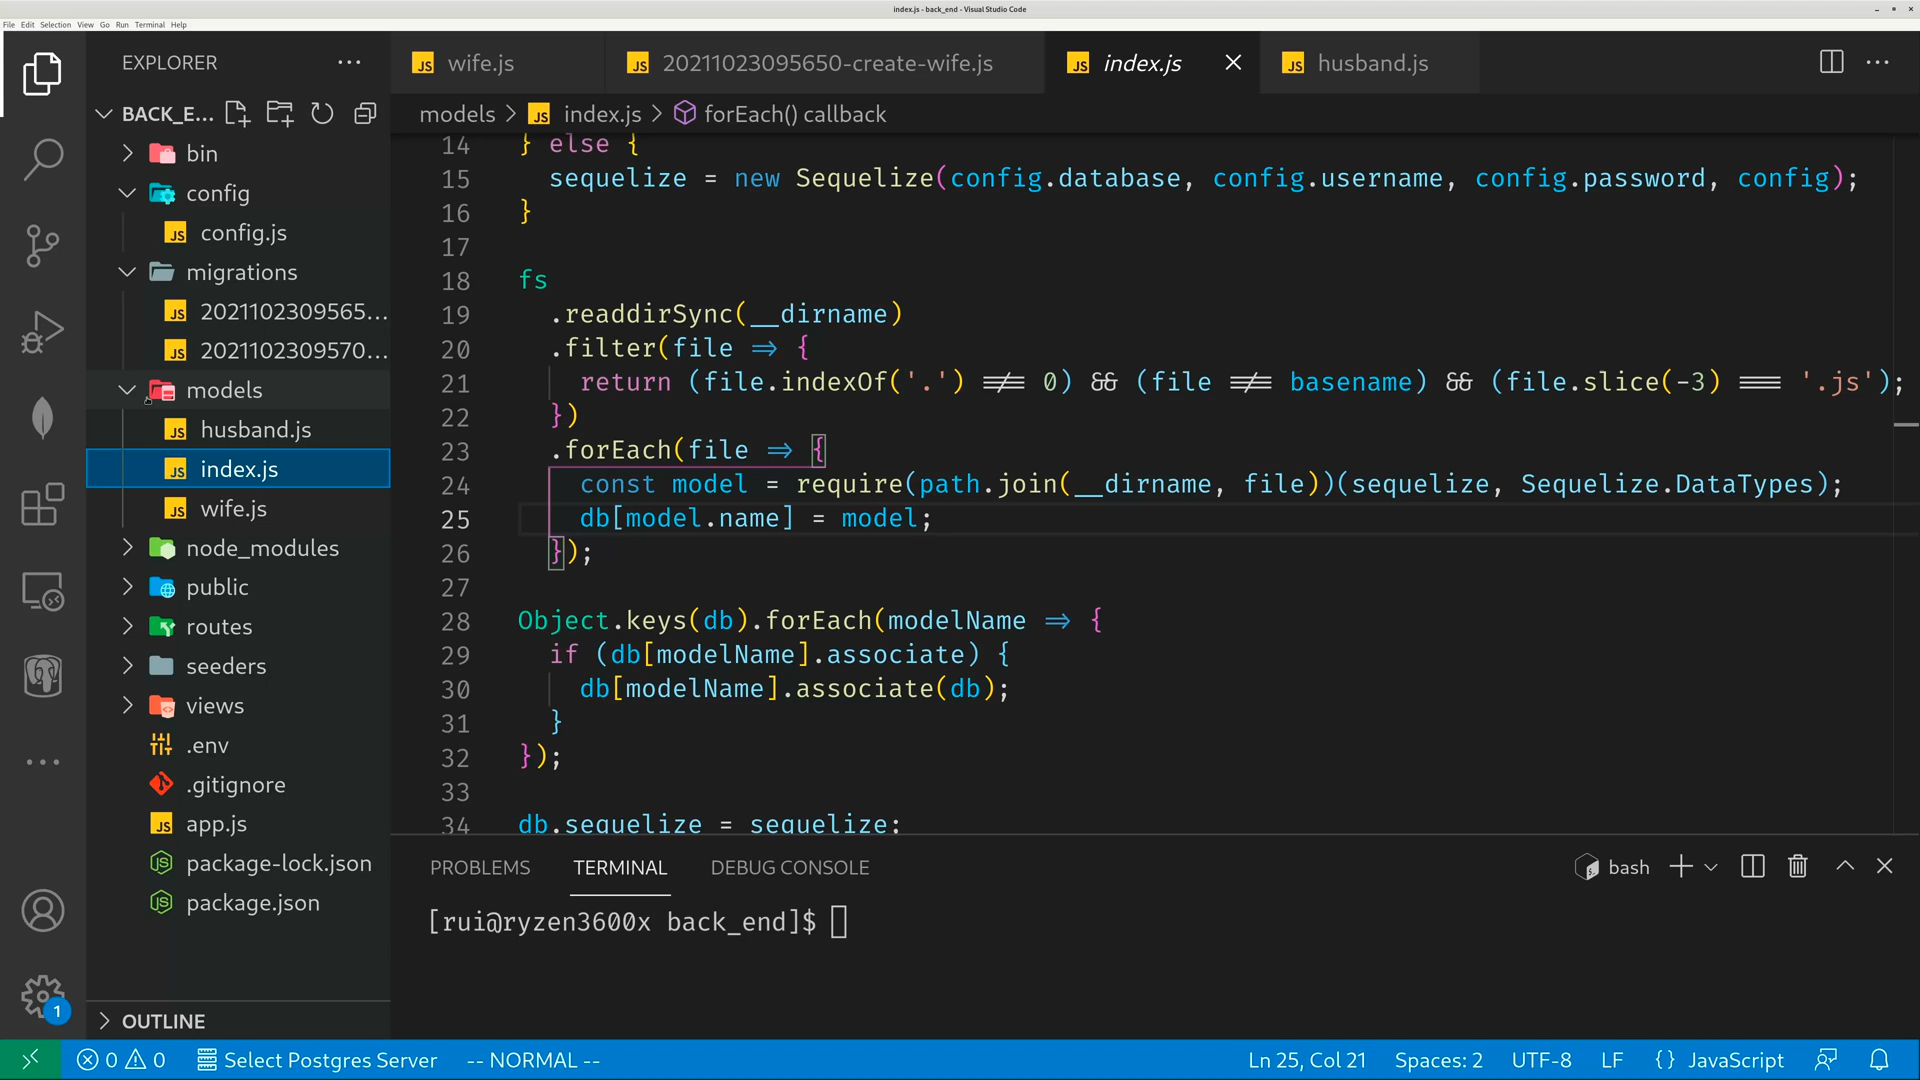 index.js - back_end - Visual Studio Code
File Edit Selection View Go Run Terminal Help
EXPLORER
BACK_E...
bin
config
config.js
migrations
2021102309565...
2021102309570...
models
husband.js
index.js
wife.js
node_modules
public
routes
seeders
views
.env
.gitignore
app.js
package-lock.json
package.json
OUTLINE
wife.js
20211023095650-create-wife.js
index.js
husband.js
models > index.js > forEach() callback
14 } else {
15 sequelize = new Sequelize(config.database, config.username, config.password, config);
16 }
17
18 fs
19 .readdirSync(__dirname)
20 .filter(file => {
21 return (file.indexOf('.') !== 0) && (file !== basename) && (file.slice(-3) === '.js');
22 })
23 .forEach(file => {
24 const model = require(path.join(__dirname, file))(sequelize, Sequelize.DataTypes);
25 db[model.name] = model;
26 });
27
28 Object.keys(db).forEach(modelName => {
29 if (db[modelName].associate) {
30 db[modelName].associate(db);
31 }
32 });
33
34 db.sequelize = sequelize;
PROBLEMS TERMINAL DEBUG CONSOLE
bash
[rui@ryzen3600x back_end]$
1
0 0 Select Postgres Server -- NORMAL -- Ln 25, Col 21 Spaces: 2 UTF-8 LF {} JavaScript